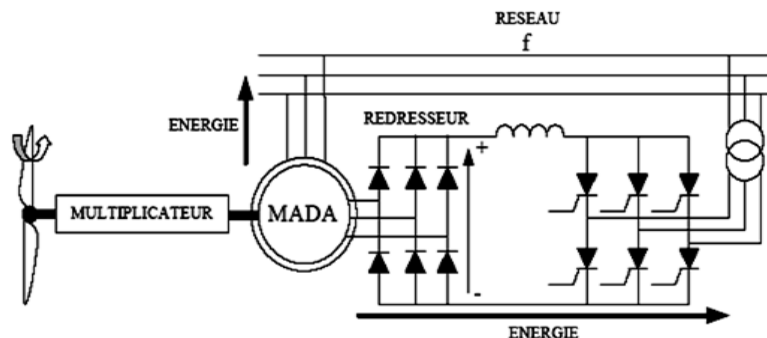 RESEAU
f
ENERGIE
REDRESSEUR
+
MULTIPLICATEUR
MADA
-
ENERGIE